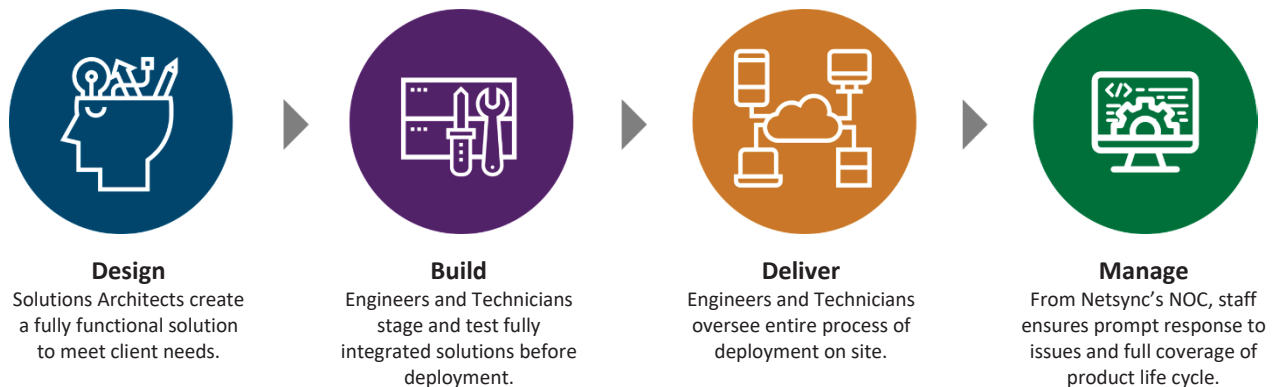 Design
Solutions Architects create
a fully functional solution
to meet client needs.
Build
Engineers and Technicians
stage and test fully
integrated solutions before
deployment.
Deliver
Engineers and Technicians
oversee entire process of
deployment on site.
Manage
From Netsync’s NOC, staff
ensures prompt response to
issues and full coverage of
product life cycle.